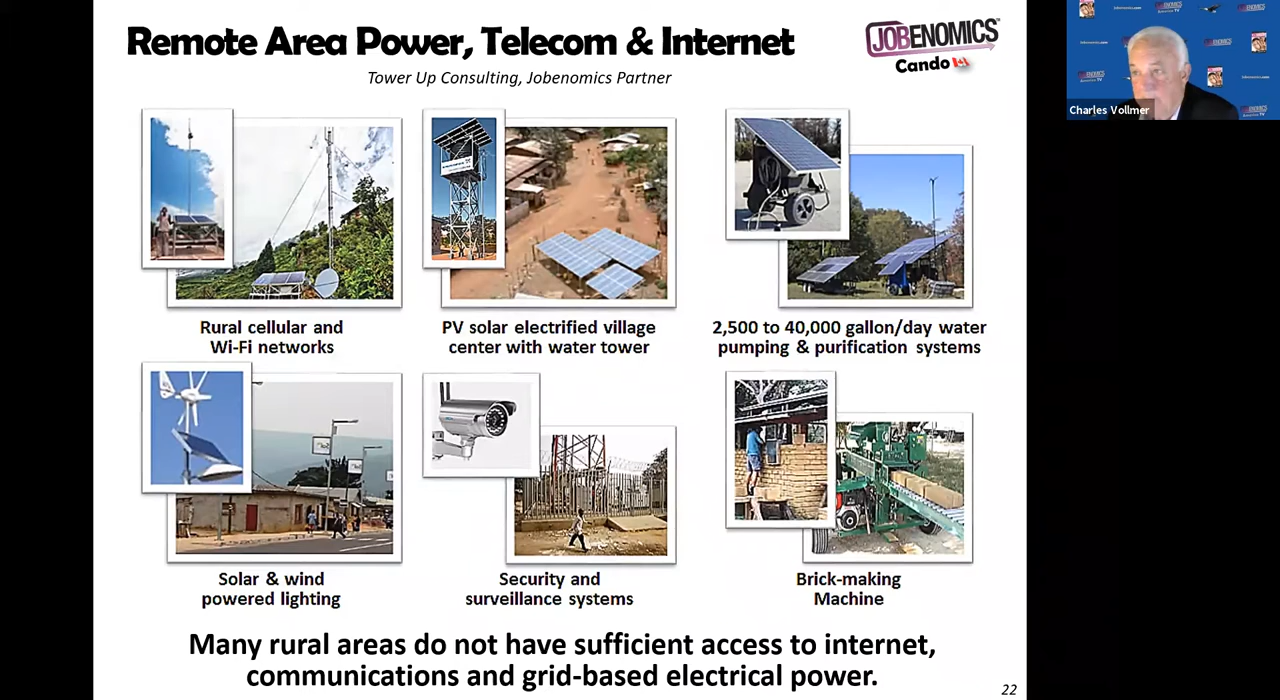 Remote Area Power, Telecom & Internet
Tower Up Consulting, Jobenomics Partner
JOBENOMICS™
Cando
Charles Vollmer
Rural cellular and
Wi-Fi networks
PV solar electrified village
center with water tower
2,500 to 40,000 gallon/day water
pumping & purification systems
Solar & wind
powered lighting
Security and
surveillance systems
Brick-making
Machine
Many rural areas do not have sufficient access to internet,
communications and grid-based electrical power.
22